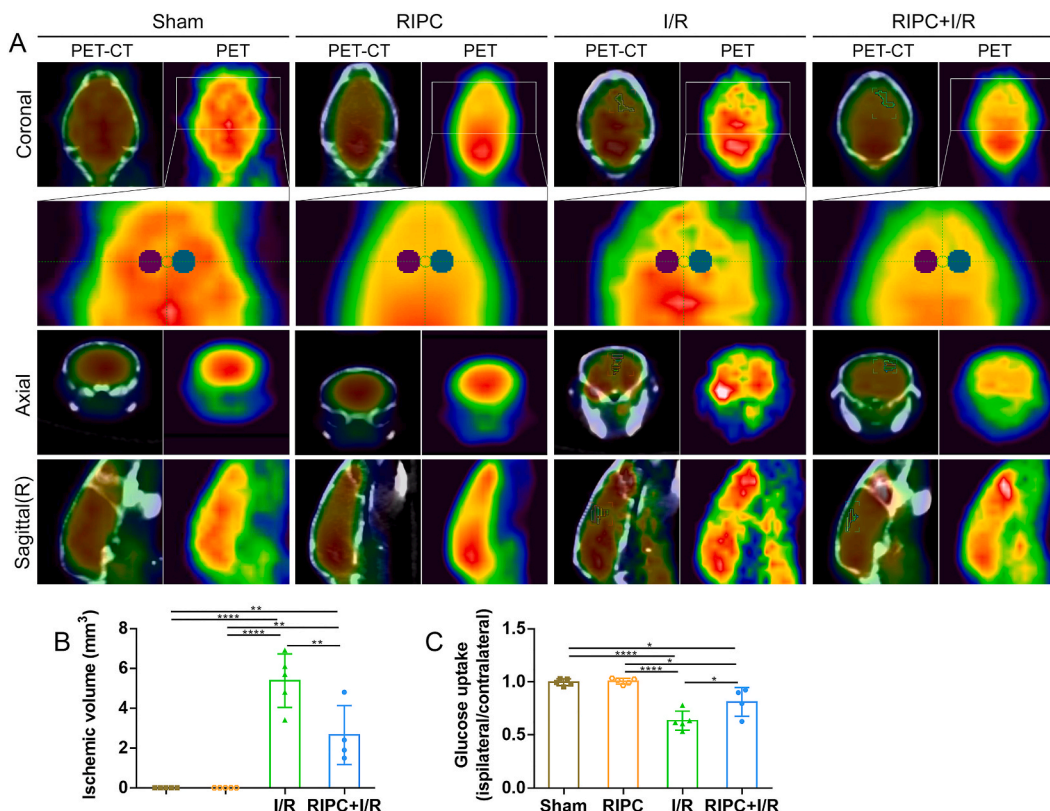 Sham RIPC I/R RIPC+I/R
A PET-CT PET PET-CT PET PET-CT PET PET-CT PET
Coronal
Axial
Sagittal(R)
B
Ischemic volume (mm³)
8
6
4
2
0
**
****
**
****
**
I/R RIPC+I/R
C
Glucose uptake
(ispilateral/contralateral)
1.5
1.0
0.5
0.0
*
****
*
****
*
Sham RIPC I/R RIPC+I/R